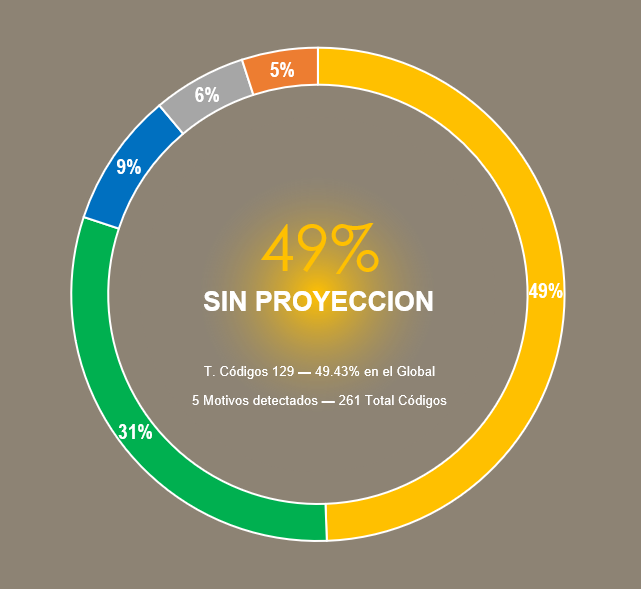 5%
6%
9%
49%
SIN PROYECCION
49%
T. Códigos 129 — 49.43% en el Global
5 Motivos detectados — 261 Total Códigos
31%